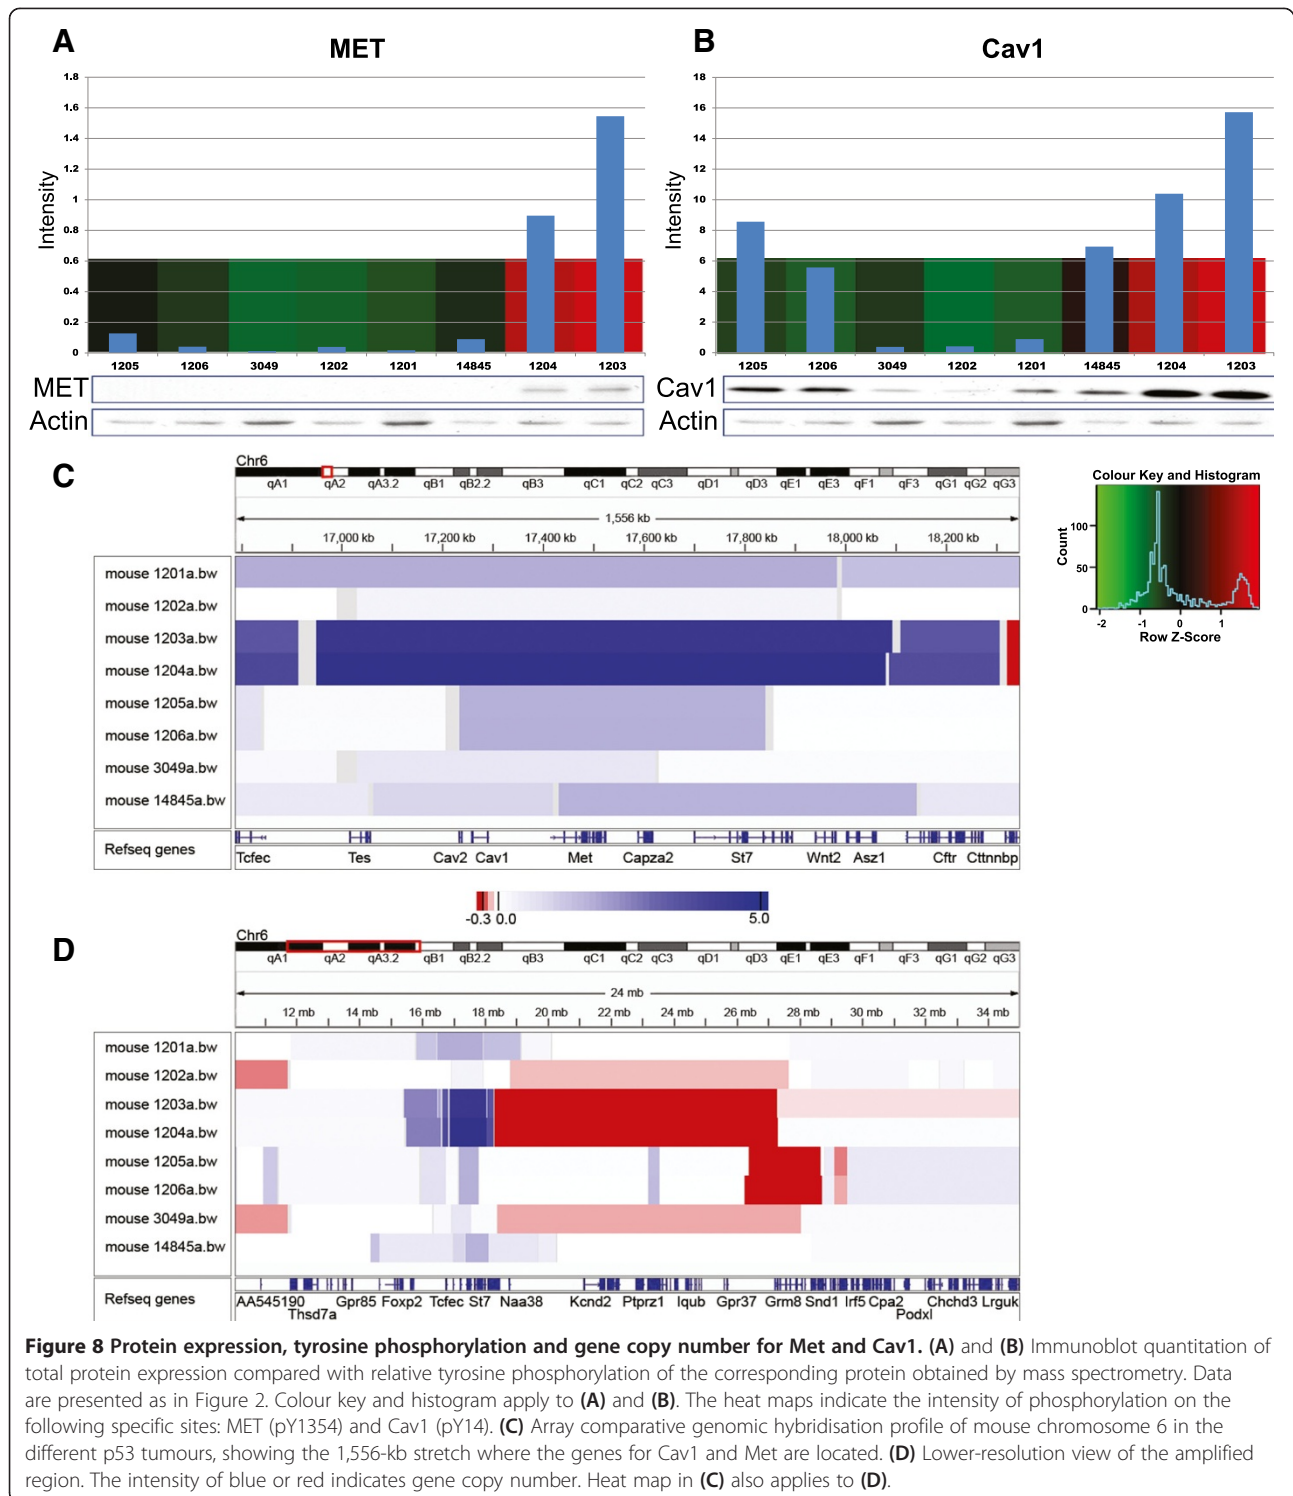 A
MET
B
Cav1
1.8
1.6
1.4
1.2
1
0.8
0.6
0.4
0.2
0
Intensity
1205 1206 3049 1202 1201 14845 1204 1203
MET
Actin
18
16
14
12
10
8
6
4
2
0
Intensity
1205 1206 3049 1202 1201 14845 1204 1203
Cav1
Actin
C
Chr6
qA1 qA2 qA3.2 qB1 qB2.2 qB3 qC1 qC2 qC3 qD1 qD3 qE1 qE3 qF1 qF3 qG1 qG2 qG3
1,556 kb
17,000 kb 17,200 kb 17,400 kb 17,600 kb 17,800 kb 18,000 kb 18,200 kb
mouse 1201a.bw
mouse 1202a.bw
mouse 1203a.bw
mouse 1204a.bw
mouse 1205a.bw
mouse 1206a.bw
mouse 3049a.bw
mouse 14845a.bw
Refseq genes
Tcfec Tes Cav2 Cav1 Met Capza2 St7 Wnt2 Asz1 Cftr Cttnnbp
Colour Key and Histogram
Count
100
50
0
-2 -1 0 1
Row Z-Score
-0.3 0.0 5.0
D
Chr6
qA1 qA2 qA3.2 qB1 qB2.2 qB3 qC1 qC2 qC3 qD1 qD3 qE1 qE3 qF1 qF3 qG1 qG2 qG3
24 mb
12 mb 14 mb 16 mb 18 mb 20 mb 22 mb 24 mb 26 mb 28 mb 30 mb 32 mb 34 mb
mouse 1201a.bw
mouse 1202a.bw
mouse 1203a.bw
mouse 1204a.bw
mouse 1205a.bw
mouse 1206a.bw
mouse 3049a.bw
mouse 14845a.bw
Refseq genes
AA545190 Gpr85 Foxp2 Tcfec St7 Naa38 Kcnd2 Ptprz1 Iqub Gpr37 Grm8 Snd1 Irf5 Cpa2 Chchd3 Lrguk
Thsd7a Podxl
Figure 8 Protein expression, tyrosine phosphorylation and gene copy number for Met and Cav1. (A) and (B) Immunoblot quantitation of
total protein expression compared with relative tyrosine phosphorylation of the corresponding protein obtained by mass spectrometry. Data
are presented as in Figure 2. Colour key and histogram apply to (A) and (B). The heat maps indicate the intensity of phosphorylation on the
following specific sites: MET (pY1354) and Cav1 (pY14). (C) Array comparative genomic hybridisation profile of mouse chromosome 6 in the
different p53 tumours, showing the 1,556-kb stretch where the genes for Cav1 and Met are located. (D) Lower-resolution view of the amplified
region. The intensity of blue or red indicates gene copy number. Heat map in (C) also applies to (D).